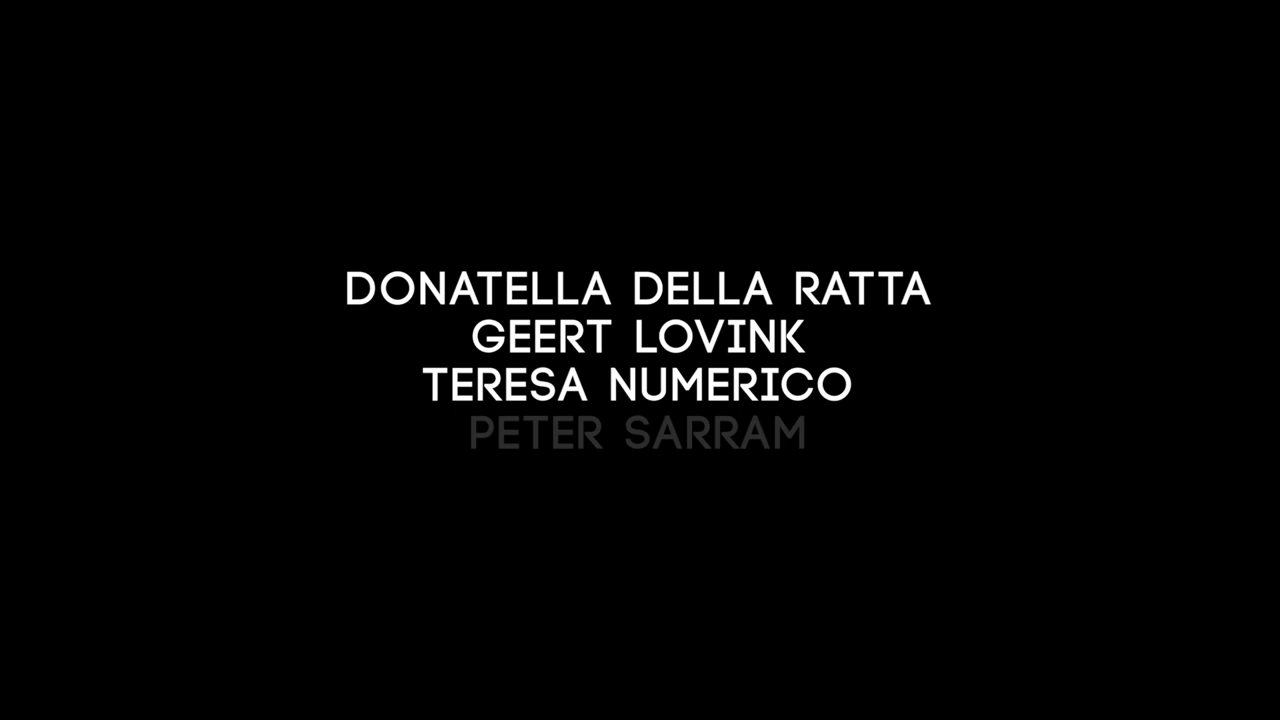 DONATELLA DELLA RATTA
GEERT LOVINK
TERESA NUMERICO
PETER SARRAM